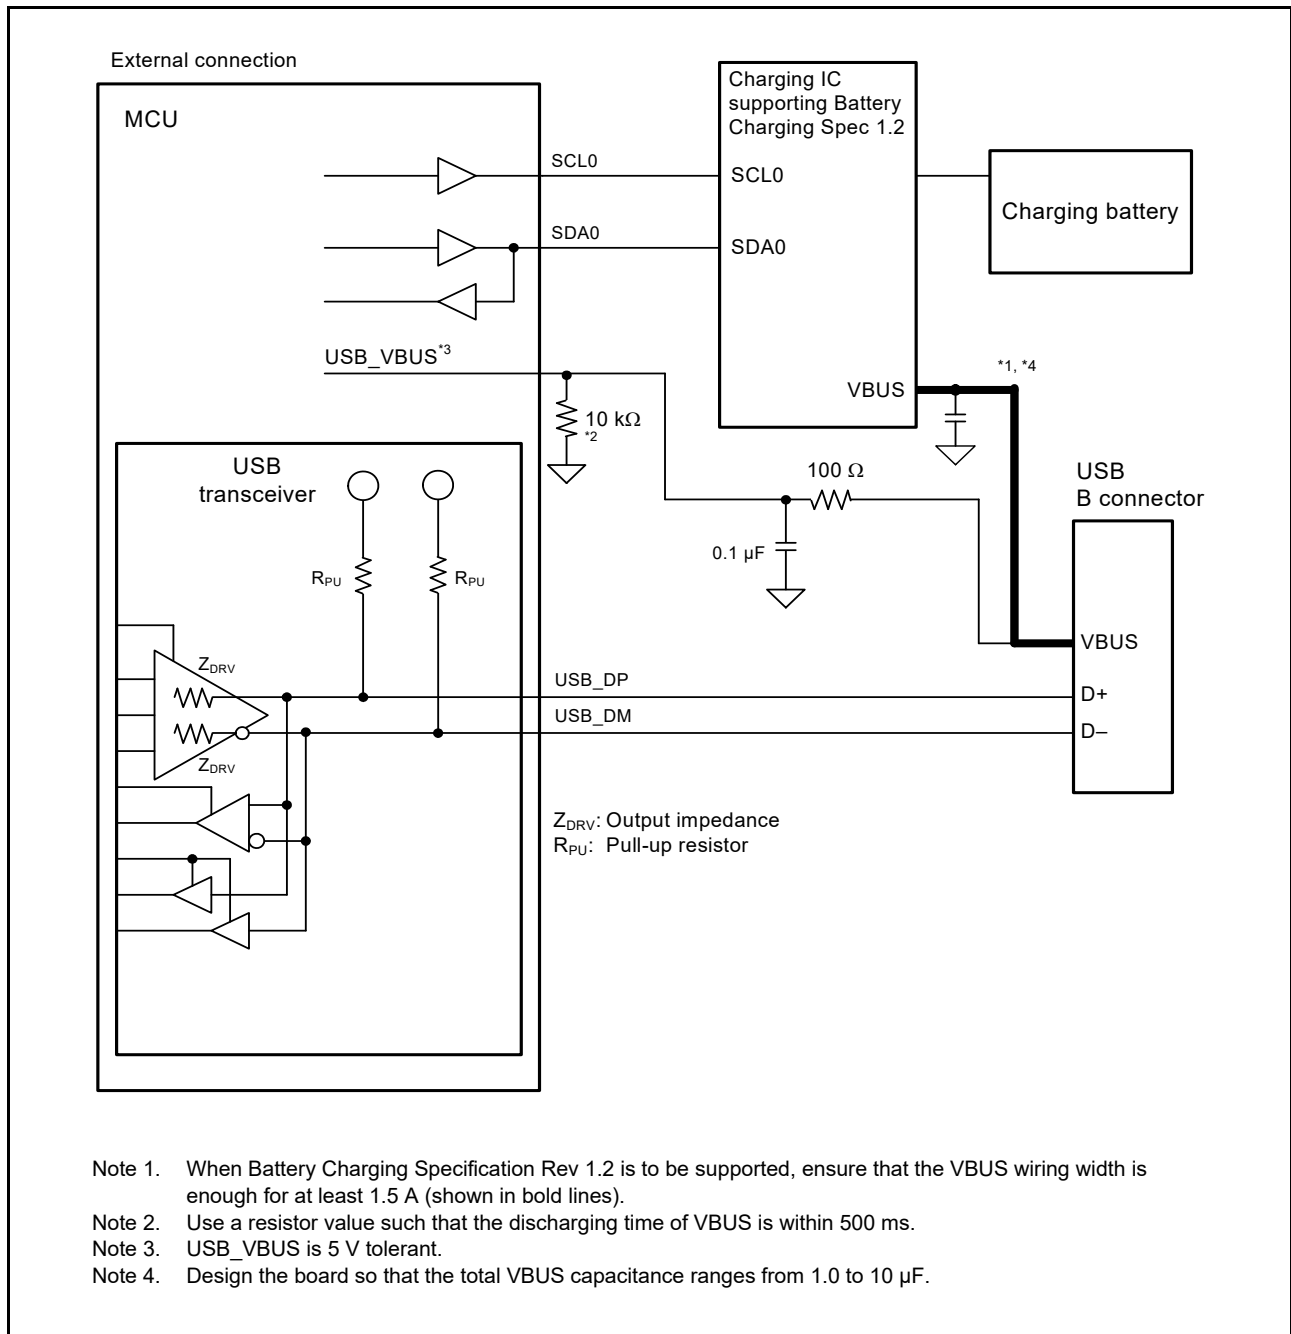 External connection
MCU
Charging IC
supporting Battery
Charging Spec 1.2
SCL0
SCL0
Charging battery
SDA0
SDA0
USB_VBUS*3
*1, *4
VBUS
10 kΩ
*2
USB
transceiver
100 Ω
USB
B connector
0.1 µF
RPU
RPU
VBUS
ZDRV
USB_DP
D+
USB_DM
D–
ZDRV
ZDRV: Output impedance
RPU: Pull-up resistor
Note 1. When Battery Charging Specification Rev 1.2 is to be supported, ensure that the VBUS wiring width is
enough for at least 1.5 A (shown in bold lines).
Note 2. Use a resistor value such that the discharging time of VBUS is within 500 ms.
Note 3. USB_VBUS is 5 V tolerant.
Note 4. Design the board so that the total VBUS capacitance ranges from 1.0 to 10 µF.